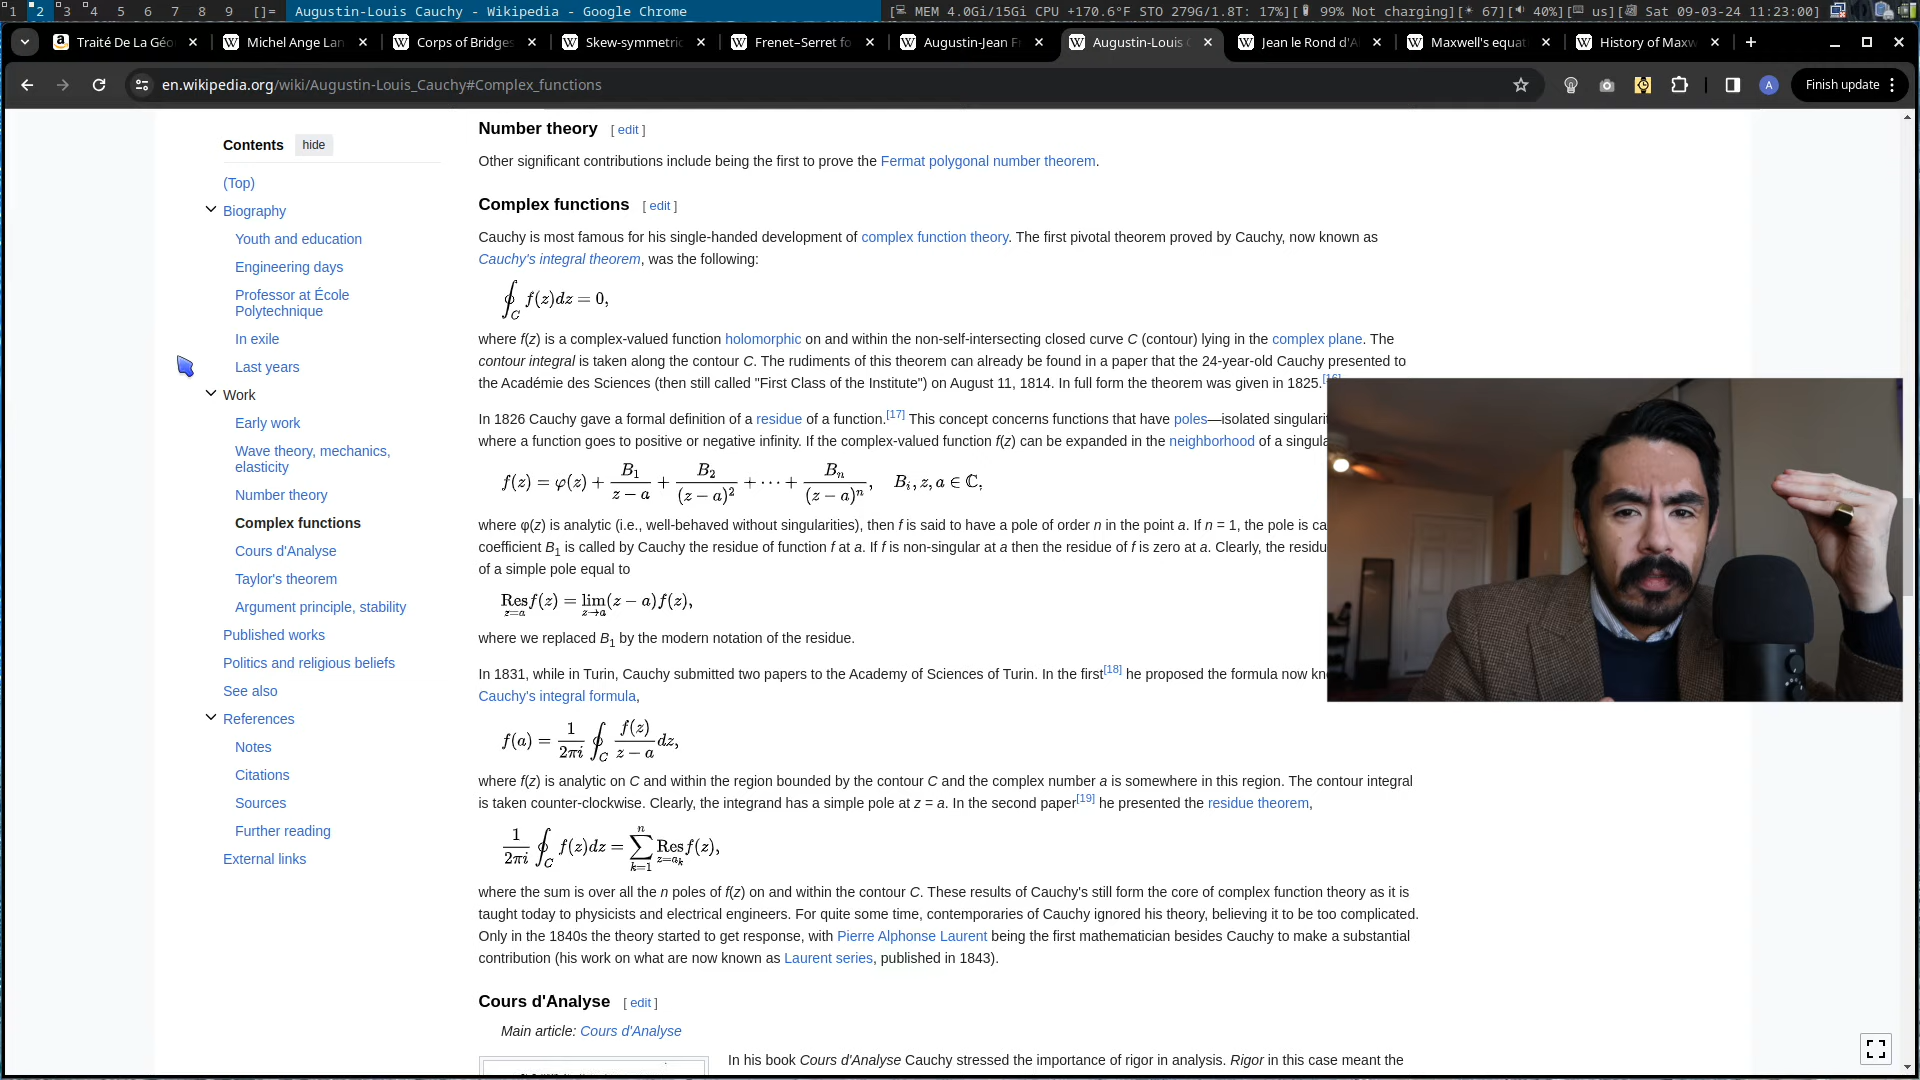 1 2 3 4 5 6 7 8 9 []= Augustin-Louis Cauchy - Wikipedia - Google Chrome MEM 4.0Gi/15Gi CPU +170.6°F STO 279G/1.8T: 17%][ 99% Not charging][ 67][ 40%][ us][ Sat 09-03-24 11:23:00]
Traité De La Géo Michel Ange Lan Corps of Bridges Skew-symmetric Frenet–Serret fo Augustin-Jean F Augustin-Louis C Jean le Rond d'Al Maxwell's equat History of Maxw
en.wikipedia.org/wiki/Augustin-Louis_Cauchy#Complex_functions Finish update
Contents hide
(Top)
Biography
Youth and education
Engineering days
Professor at École
Polytechnique
In exile
Last years
Work
Early work
Wave theory, mechanics,
elasticity
Number theory
Complex functions
Cours d'Analyse
Taylor's theorem
Argument principle, stability
Published works
Politics and religious beliefs
See also
References
Notes
Citations
Sources
Further reading
External links
Number theory [ edit ]
Other significant contributions include being the first to prove the Fermat polygonal number theorem.
Complex functions [ edit ]
Cauchy is most famous for his single-handed development of complex function theory. The first pivotal theorem proved by Cauchy, now known as
Cauchy's integral theorem, was the following:
∮_C f(z)dz = 0,
where f(z) is a complex-valued function holomorphic on and within the non-self-intersecting closed curve C (contour) lying in the complex plane. The
contour integral is taken along the contour C. The rudiments of this theorem can already be found in a paper that the 24-year-old Cauchy presented to
the Académie des Sciences (then still called "First Class of the Institute") on August 11, 1814. In full form the theorem was given in 1825.
In 1826 Cauchy gave a formal definition of a residue of a function.[17] This concept concerns functions that have poles—isolated singularit
where a function goes to positive or negative infinity. If the complex-valued function f(z) can be expanded in the neighborhood of a singula
f(z) = φ(z) + B₁/(z − a) + B₂/(z − a)² + ⋯ + Bₙ/(z − a)ⁿ, Bᵢ, z, a ∈ ℂ,
where φ(z) is analytic (i.e., well-behaved without singularities), then f is said to have a pole of order n in the point a. If n = 1, the pole is ca
coefficient B₁ is called by Cauchy the residue of function f at a. If f is non-singular at a then the residue of f is zero at a. Clearly, the residu
of a simple pole equal to
Res_{z=a} f(z) = lim_{z→a} (z − a)f(z),
where we replaced B₁ by the modern notation of the residue.
In 1831, while in Turin, Cauchy submitted two papers to the Academy of Sciences of Turin. In the first[18] he proposed the formula now kn
Cauchy's integral formula,
f(a) = 1/(2πi) ∮_C f(z)/(z − a) dz,
where f(z) is analytic on C and within the region bounded by the contour C and the complex number a is somewhere in this region. The contour integral
is taken counter-clockwise. Clearly, the integrand has a simple pole at z = a. In the second paper[19] he presented the residue theorem,
1/(2πi) ∮_C f(z)dz = ∑_{k=1}^{n} Res_{z=aₖ} f(z),
where the sum is over all the n poles of f(z) on and within the contour C. These results of Cauchy's still form the core of complex function theory as it is
taught today to physicists and electrical engineers. For quite some time, contemporaries of Cauchy ignored his theory, believing it to be too complicated.
Only in the 1840s the theory started to get response, with Pierre Alphonse Laurent being the first mathematician besides Cauchy to make a substantial
contribution (his work on what are now known as Laurent series, published in 1843).
Cours d'Analyse [ edit ]
Main article: Cours d'Analyse
In his book Cours d'Analyse Cauchy stressed the importance of rigor in analysis. Rigor in this case meant the